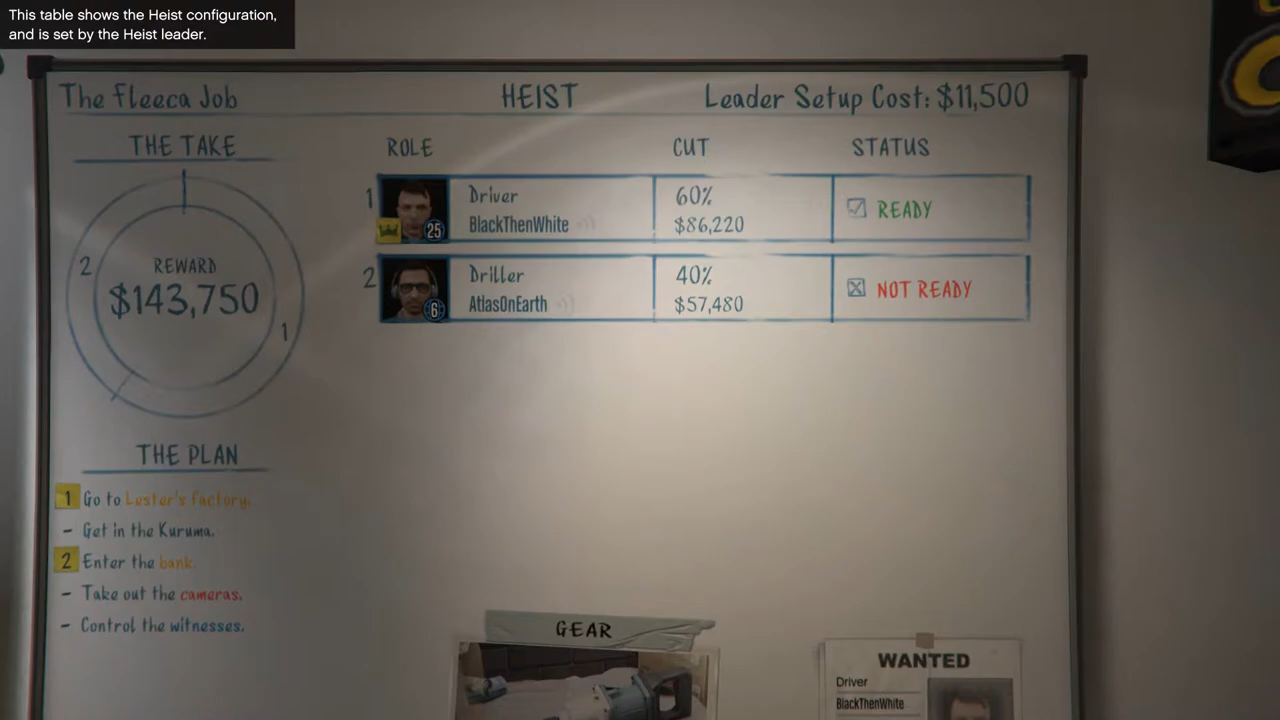 This table shows the Heist configuration,
and is set by the Heist leader.
The Fleeca Job
HEIST
Leader Setup Cost: $11,500
THE TAKE
REWARD
$143,750
1
2
ROLE CUT STATUS
1
Driver 60%
BlackThenWhite $86,220
READY
25
2
Driller 40%
AtlasOnEarth $57,480
NOT READY
6
THE PLAN
1 Go to Lester's factory.
- Get in the Kuruma.
2 Enter the bank.
- Take out the cameras.
- Control the witnesses.
GEAR
WANTED
Driver
BlackThenWhite